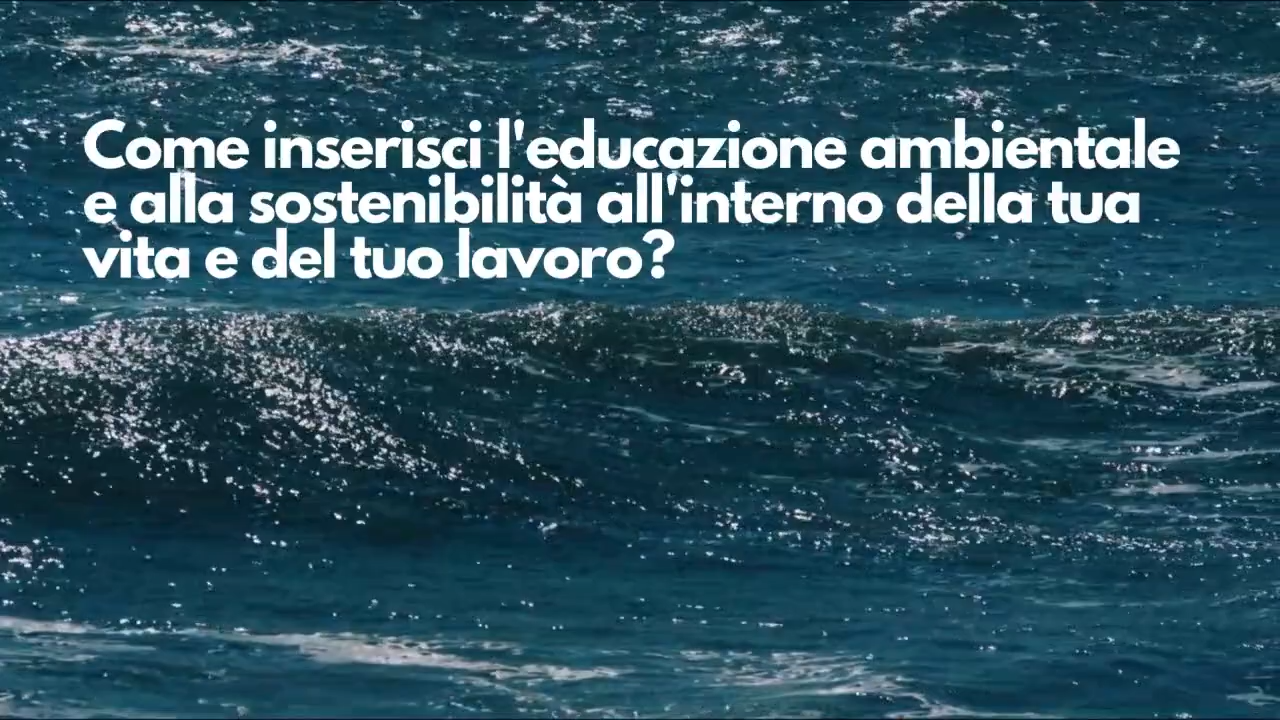 Come inserisci l'educazione ambientale
e alla sostenibilità all'interno della tua
vita e del tuo lavoro?